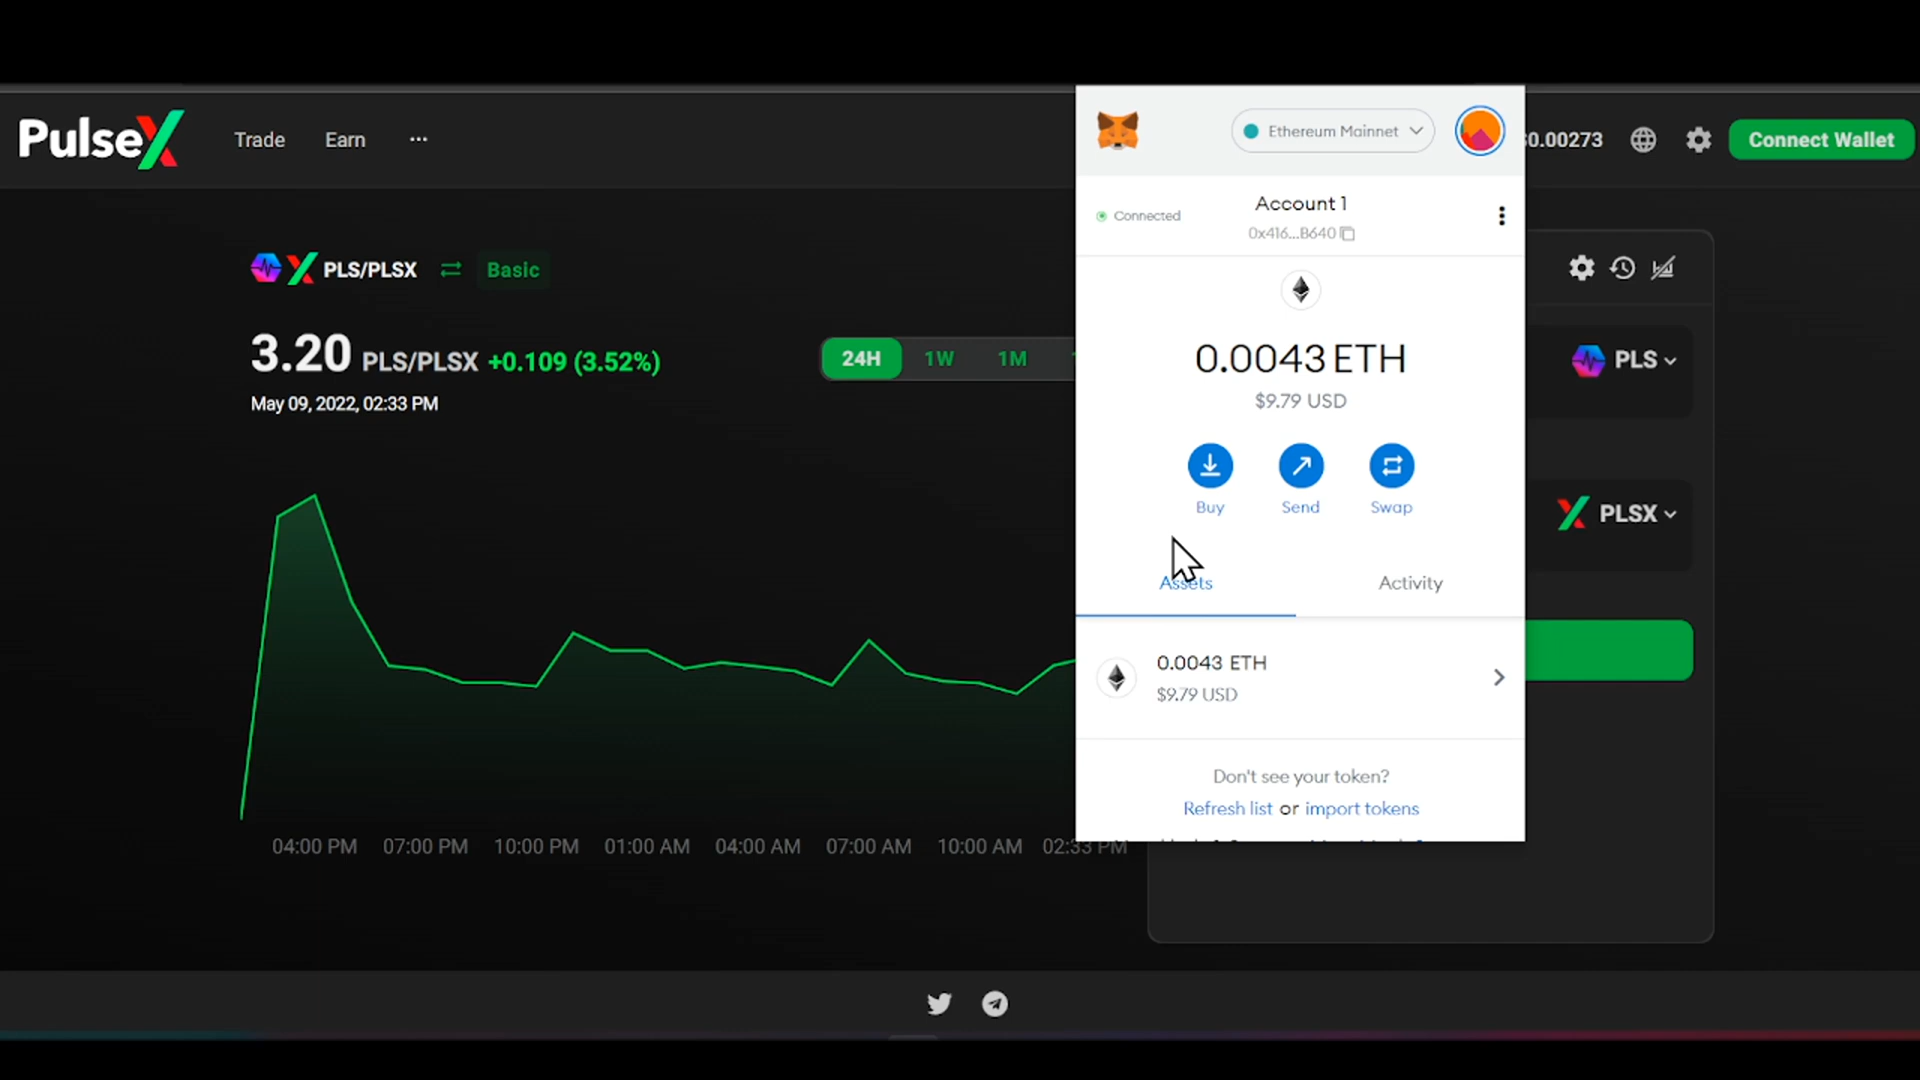 PulseX
Trade
Earn
...
Ethereum Mainnet
0.00273
Connect Wallet
Connected
Account 1
0x416...B640
PLS/PLSX
Basic
3.20 PLS/PLSX +0.109 (3.52%)
May 09, 2022, 02:33 PM
24H
1W
1M
0.0043 ETH
$9.79 USD
Buy
Send
Swap
Assets
Activity
0.0043 ETH
$9.79 USD
Don't see your token?
Refresh list or import tokens
PLS
PLSX
04:00 PM
07:00 PM
10:00 PM
01:00 AM
04:00 AM
07:00 AM
10:00 AM
02:33 PM